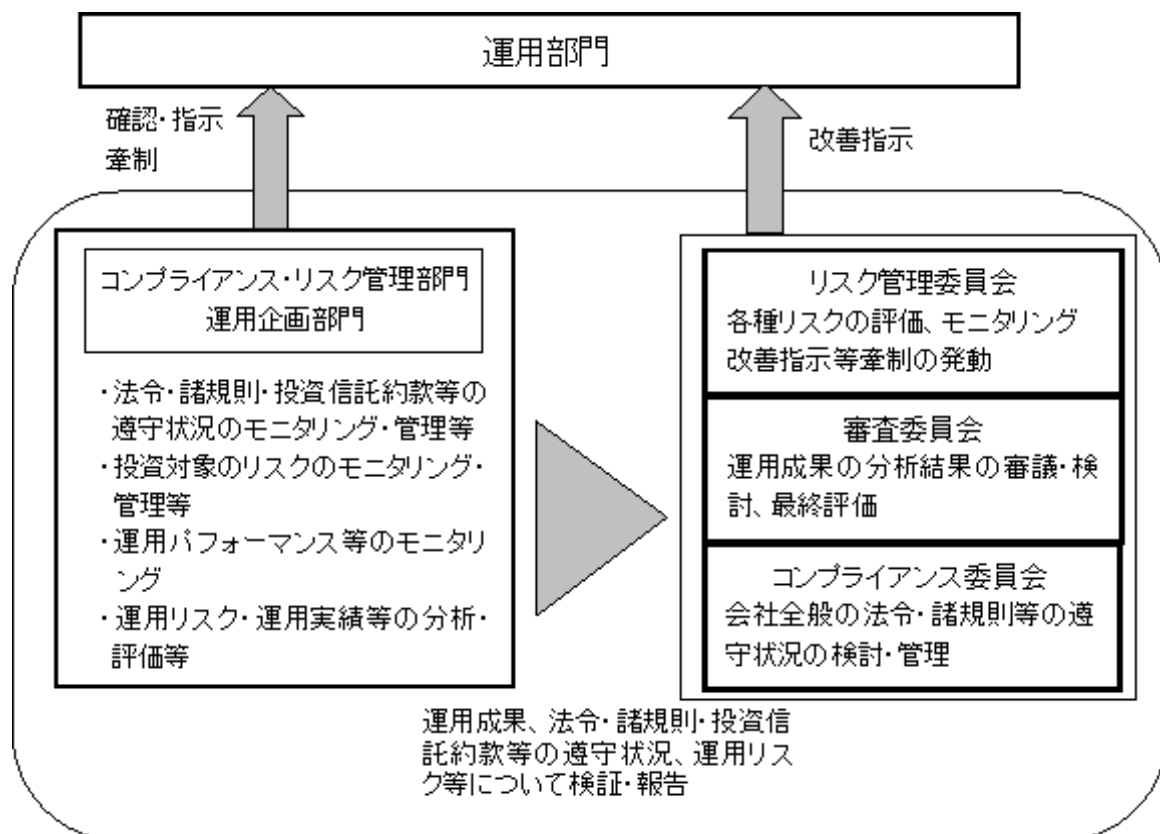 運用部門
確認・指示
牽制
改善指示
コンプライアンス・リスク管理部門
運用企画部門
・法令・諸規則・投資信託約款等の
遵守状況のモニタリング・管理等
・投資対象のリスクのモニタリング・
管理等
・運用パフォーマンス等のモニタリ
ング
・運用リスク・運用実績等の分析・
評価等
リスク管理委員会
各種リスクの評価、モニタリング
改善指示等牽制の発動
審査委員会
運用成果の分析結果の審議・検
討、最終評価
コンプライアンス委員会
会社全般の法令・諸規則等の遵
守状況の検討・管理
運用成果、法令・諸規則・投資信
託約款等の遵守状況、運用リス
ク等について検証・報告